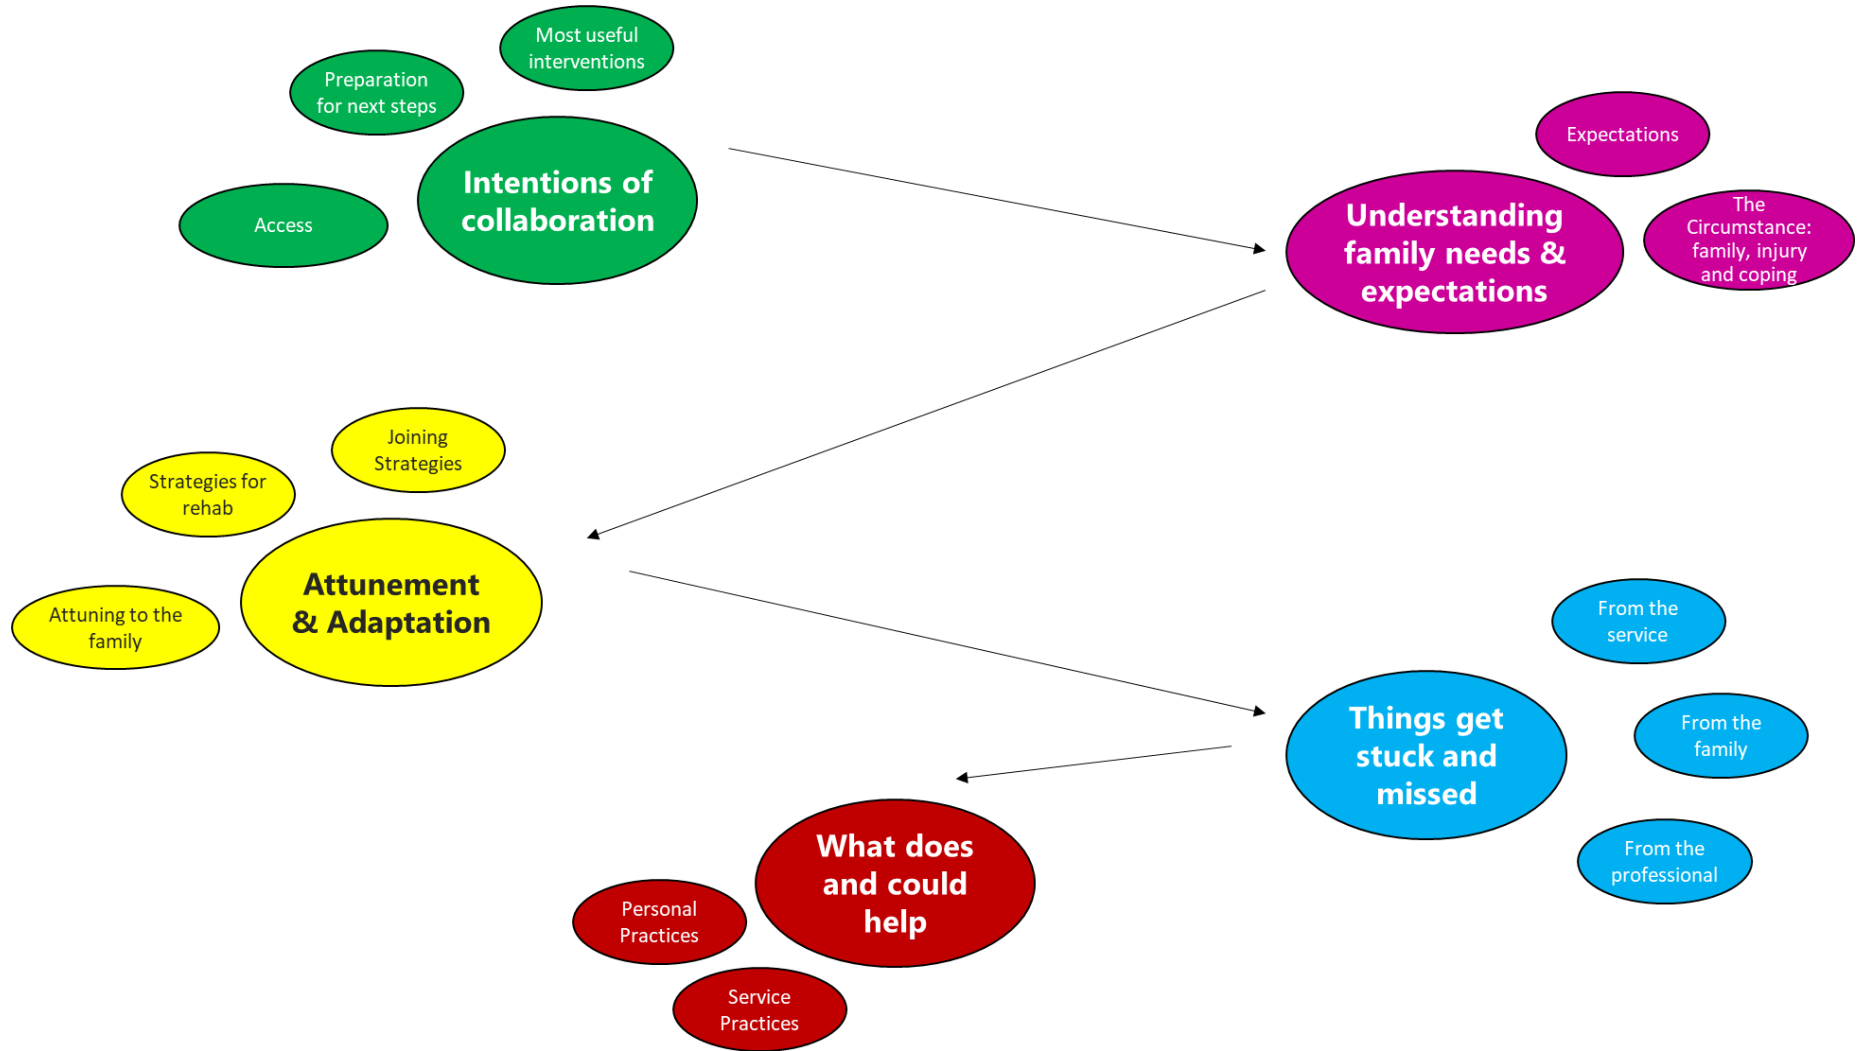 Most useful
interventions
Preparation
for next steps
Access
Intentions of
collaboration
Expectations
The
Circumstance:
family, injury
and coping
Understanding
family needs &
expectations
Joining
Strategies
Strategies for
rehab
Attuning to the
family
Attunement
& Adaptation
From the
service
From the
family
From the
professional
Things get
stuck and
missed
What does
and could
help
Personal
Practices
Service
Practices